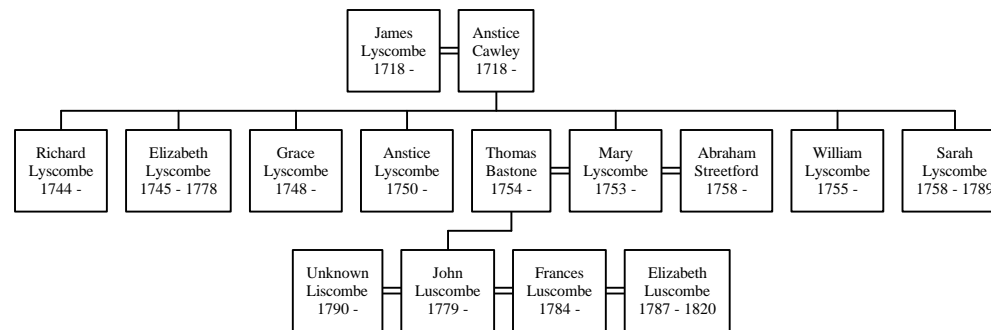 James
Lyscombe
1718 -
Anstice
Cawley
1718 -
Richard
Lyscombe
1744 -
Elizabeth
Lyscombe
1745 - 1778
Grace
Lyscombe
1748 -
Anstice
Lyscombe
1750 -
Thomas
Bastone
1754 -
Mary
Lyscombe
1753 -
Abraham
Streetford
1758 -
William
Lyscombe
1755 -
Sarah
Lyscombe
1758 - 1789
Unknown
Liscombe
1790 -
John
Luscombe
1779 -
Frances
Luscombe
1784 -
Elizabeth
Luscombe
1787 - 1820